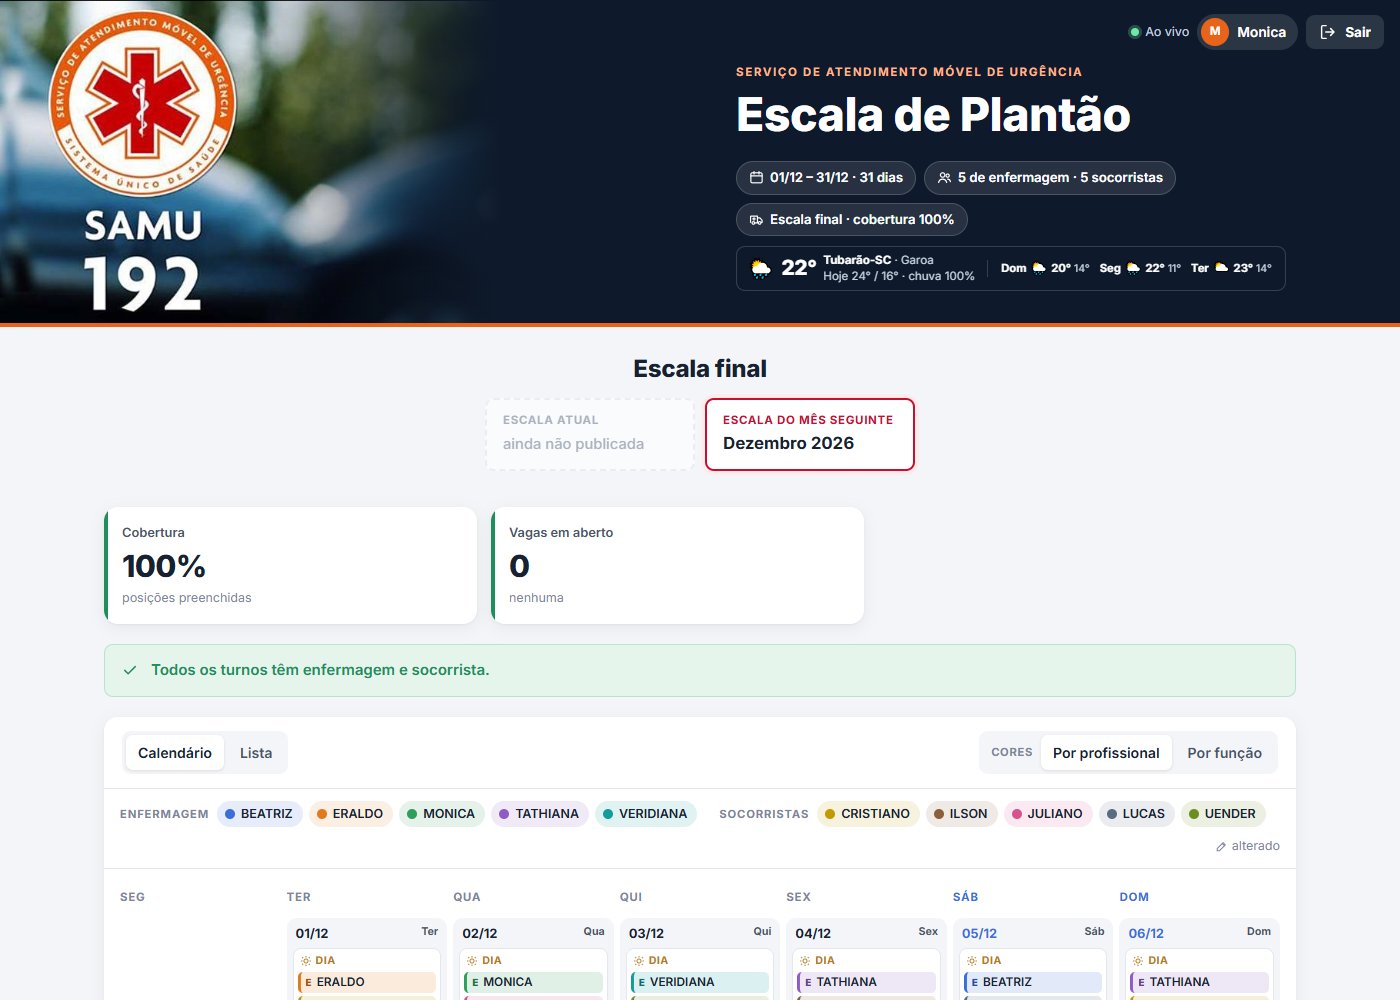 SERVIÇO DE ATENDIMENTO MÓVEL DE URGÊNCIA
SISTEMA ÚNICO DE SAÚDE
SAMU
192
Ao vivo
M Monica
Sair
SERVIÇO DE ATENDIMENTO MÓVEL DE URGÊNCIA
Escala de Plantão
01/12 – 31/12 · 31 dias
5 de enfermagem · 5 socorristas
Escala final · cobertura 100%
22° Tubarão-SC · Garoa
Hoje 24° / 16° · chuva 100%
Dom 20° 14° Seg 22° 11° Ter 23° 14°
Escala final
ESCALA ATUAL
ainda não publicada
ESCALA DO MÊS SEGUINTE
Dezembro 2026
Cobertura
100%
posições preenchidas
Vagas em aberto
0
nenhuma
Todos os turnos têm enfermagem e socorrista.
Calendário Lista
CORES Por profissional Por função
ENFERMAGEM BEATRIZ ERALDO MONICA TATHIANA VERIDIANA SOCORRISTAS CRISTIANO ILSON JULIANO LUCAS UENDER
alterado
SEG TER QUA QUI SEX SÁB DOM
01/12 Ter 02/12 Qua 03/12 Qui 04/12 Sex 05/12 Sáb 06/12 Dom
DIA DIA DIA DIA DIA DIA
E ERALDO E MONICA E VERIDIANA E TATHIANA E BEATRIZ E TATHIANA